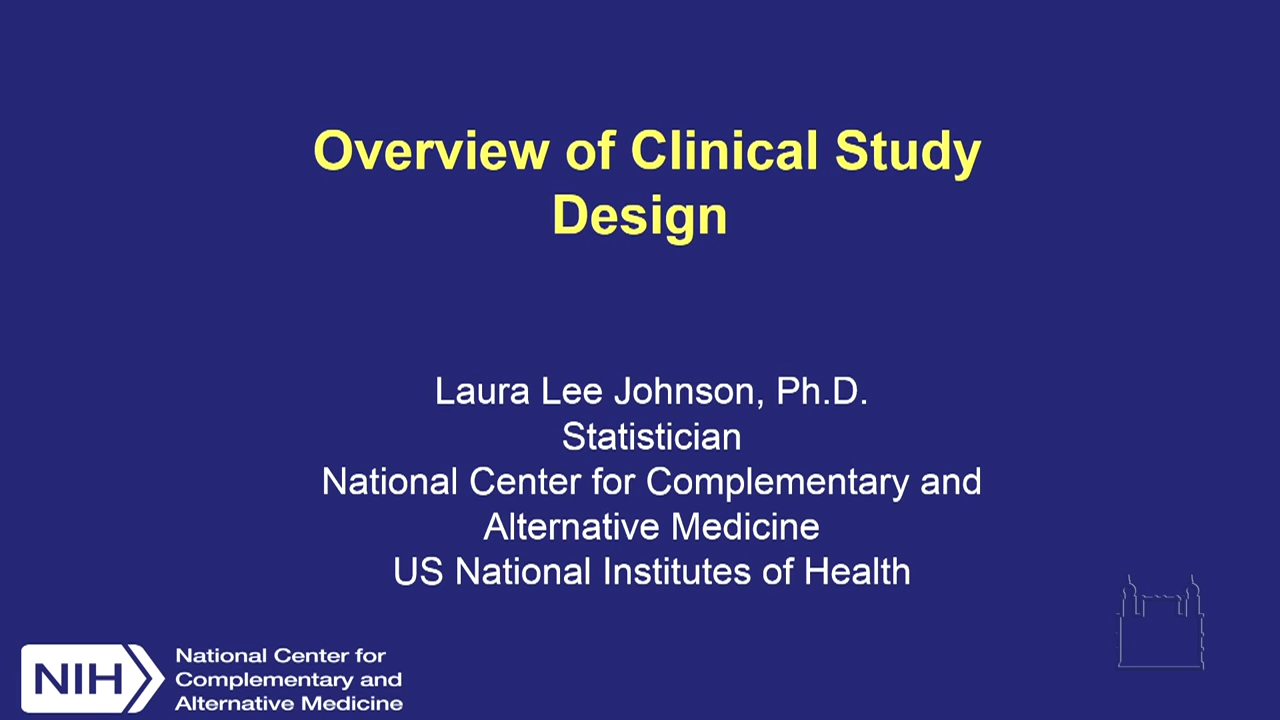 Overview of Clinical Study
Design
Laura Lee Johnson, Ph.D.
Statistician
National Center for Complementary and
Alternative Medicine
US National Institutes of Health
NIH
National Center for
Complementary and
Alternative Medicine